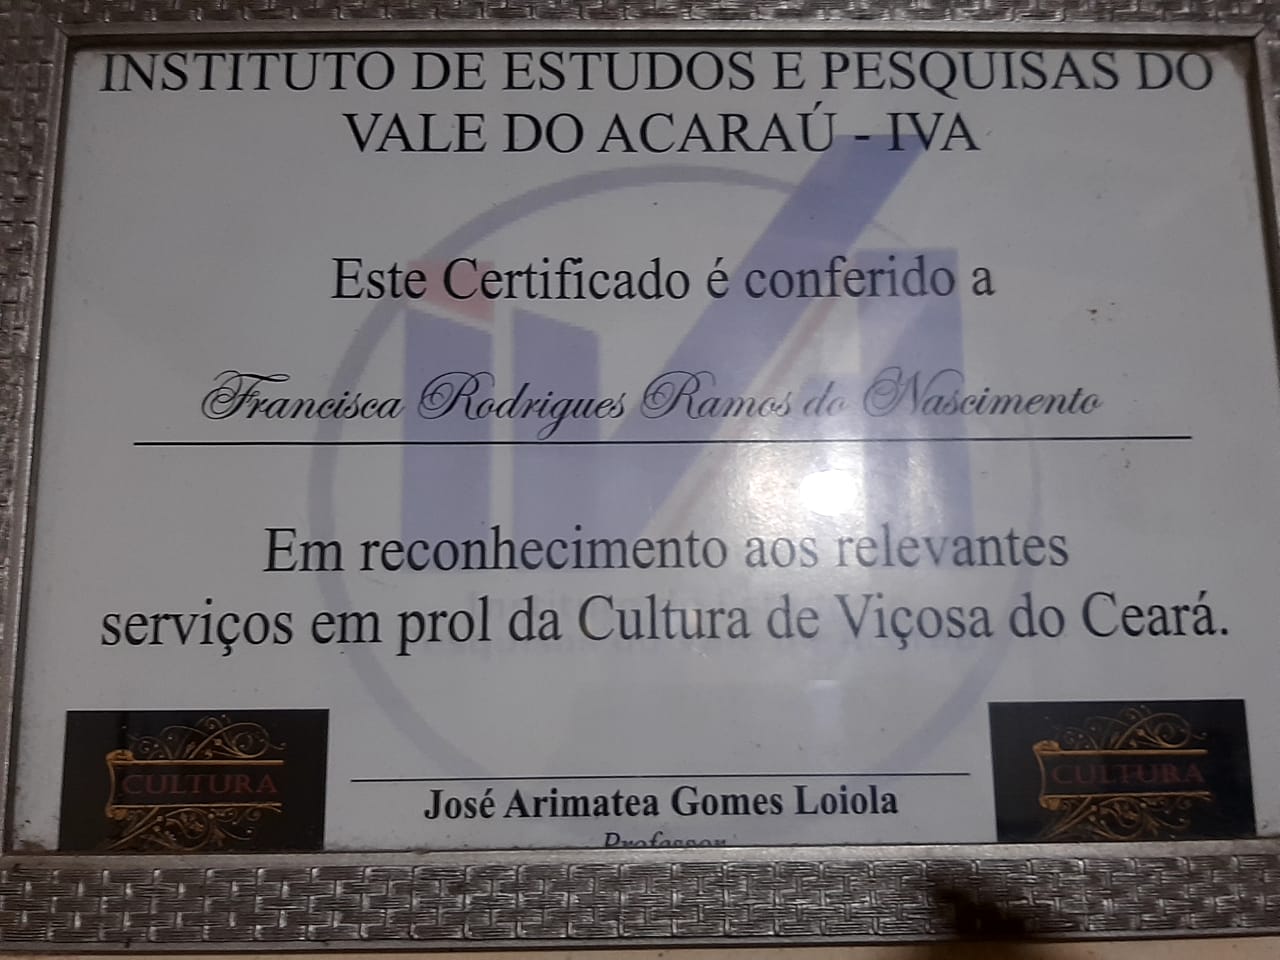 INSTITUTO DE ESTUDOS E PESQUISAS DO
VALE DO ACARAÚ - IVA
Este Certificado é conferido a
Francisca Rodrigues Ramos do Nascimento
Em reconhecimento aos relevantes
serviços em prol da Cultura de Viçosa do Ceará.
CULTURA
CULTURA
José Arimatea Gomes Loiola
Professor